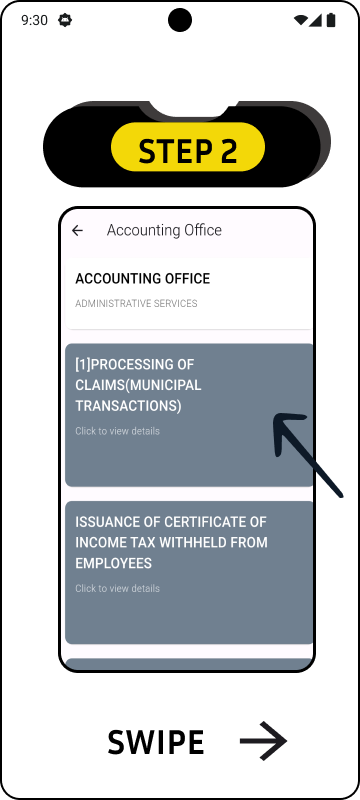 9:30
STEP 2
Accounting Office
ACCOUNTING OFFICE
ADMINISTRATIVE SERVICES
[1]PROCESSING OF
CLAIMS(MUNICIPAL
TRANSACTIONS)
Click to view details
ISSUANCE OF CERTIFICATE OF
INCOME TAX WITHHELD FROM
EMPLOYEES
Click to view details
SWIPE